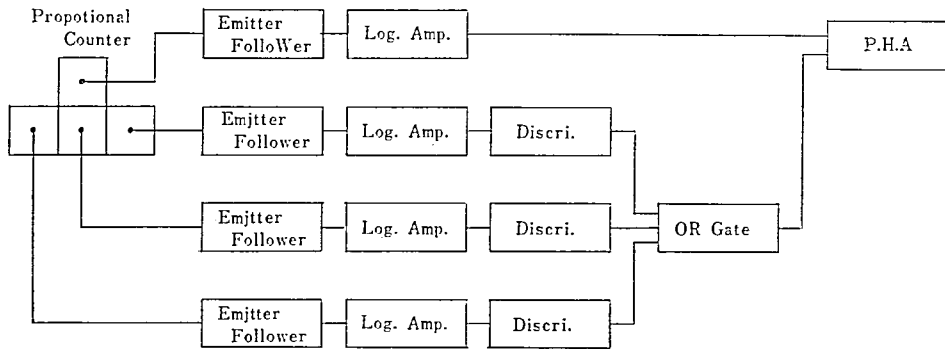 Propotional
Counter
Emitter
FolloWer
Log. Amp.
P.H.A
Emjtter
Follower
Log. Amp.
Discri.
Emjtter
Follower
Log. Amp.
Discri.
OR Gate
Emjtter
Follower
Log. Amp.
Discri.